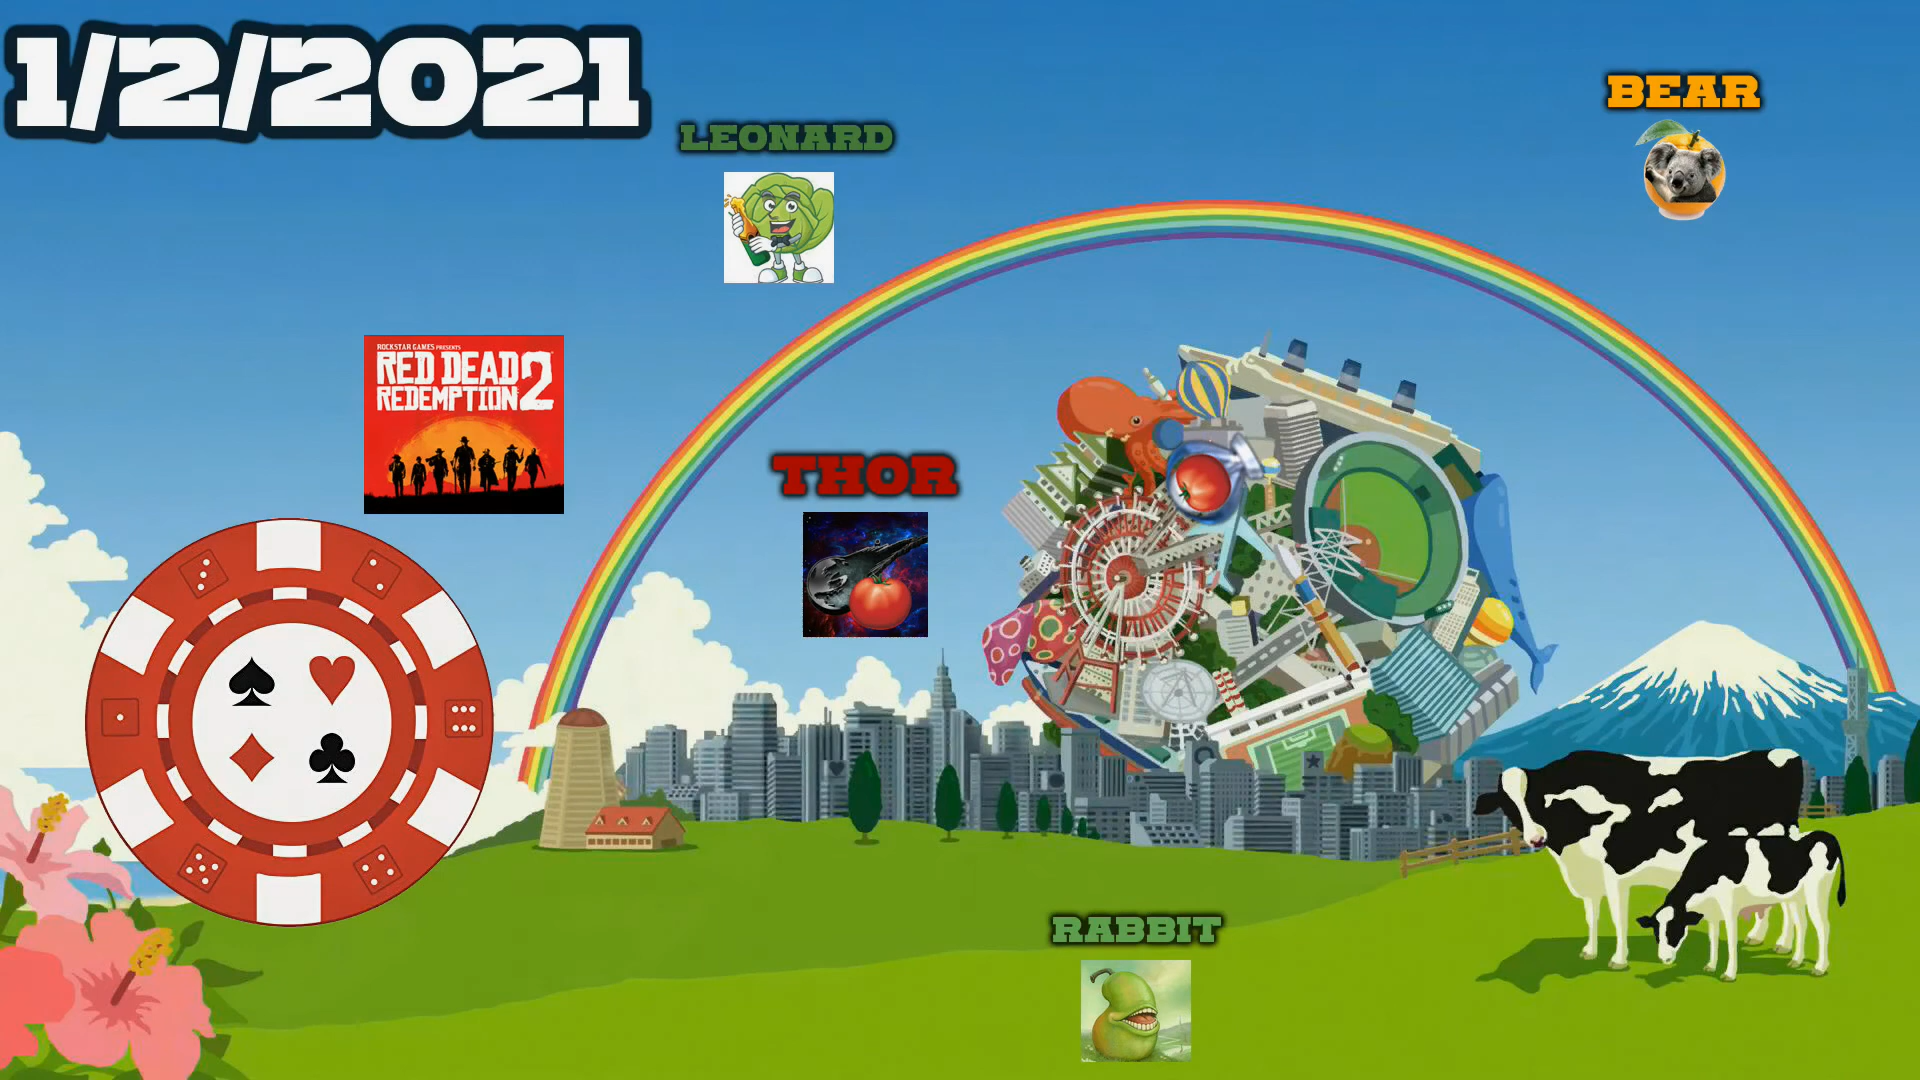 1/2/2021
BEAR
LEONARD
ROCKSTAR GAMES PRESENTS
RED DEAD
REDEMPTION 2
THOR
RABBIT